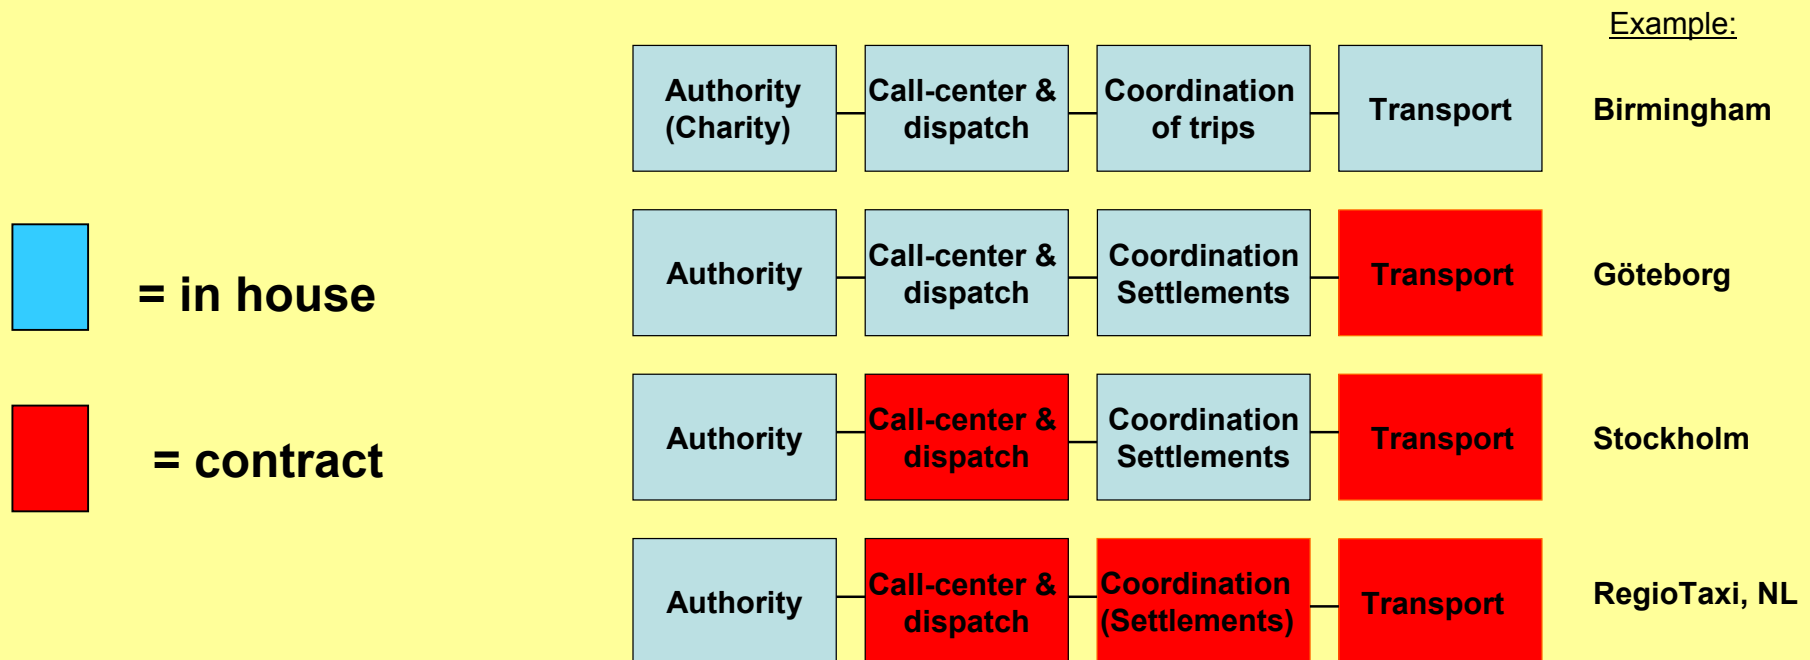 Example:
Authority
(Charity)
Call-center &
dispatch
Coordination
of trips
Transport
Birmingham
Authority
Call-center &
dispatch
Coordination
Settlements
Transport
Göteborg
= in house
Authority
Call-center &
dispatch
Coordination
Settlements
Transport
Stockholm
= contract
Authority
Call-center &
dispatch
Coordination
(Settlements)
Transport
RegioTaxi, NL